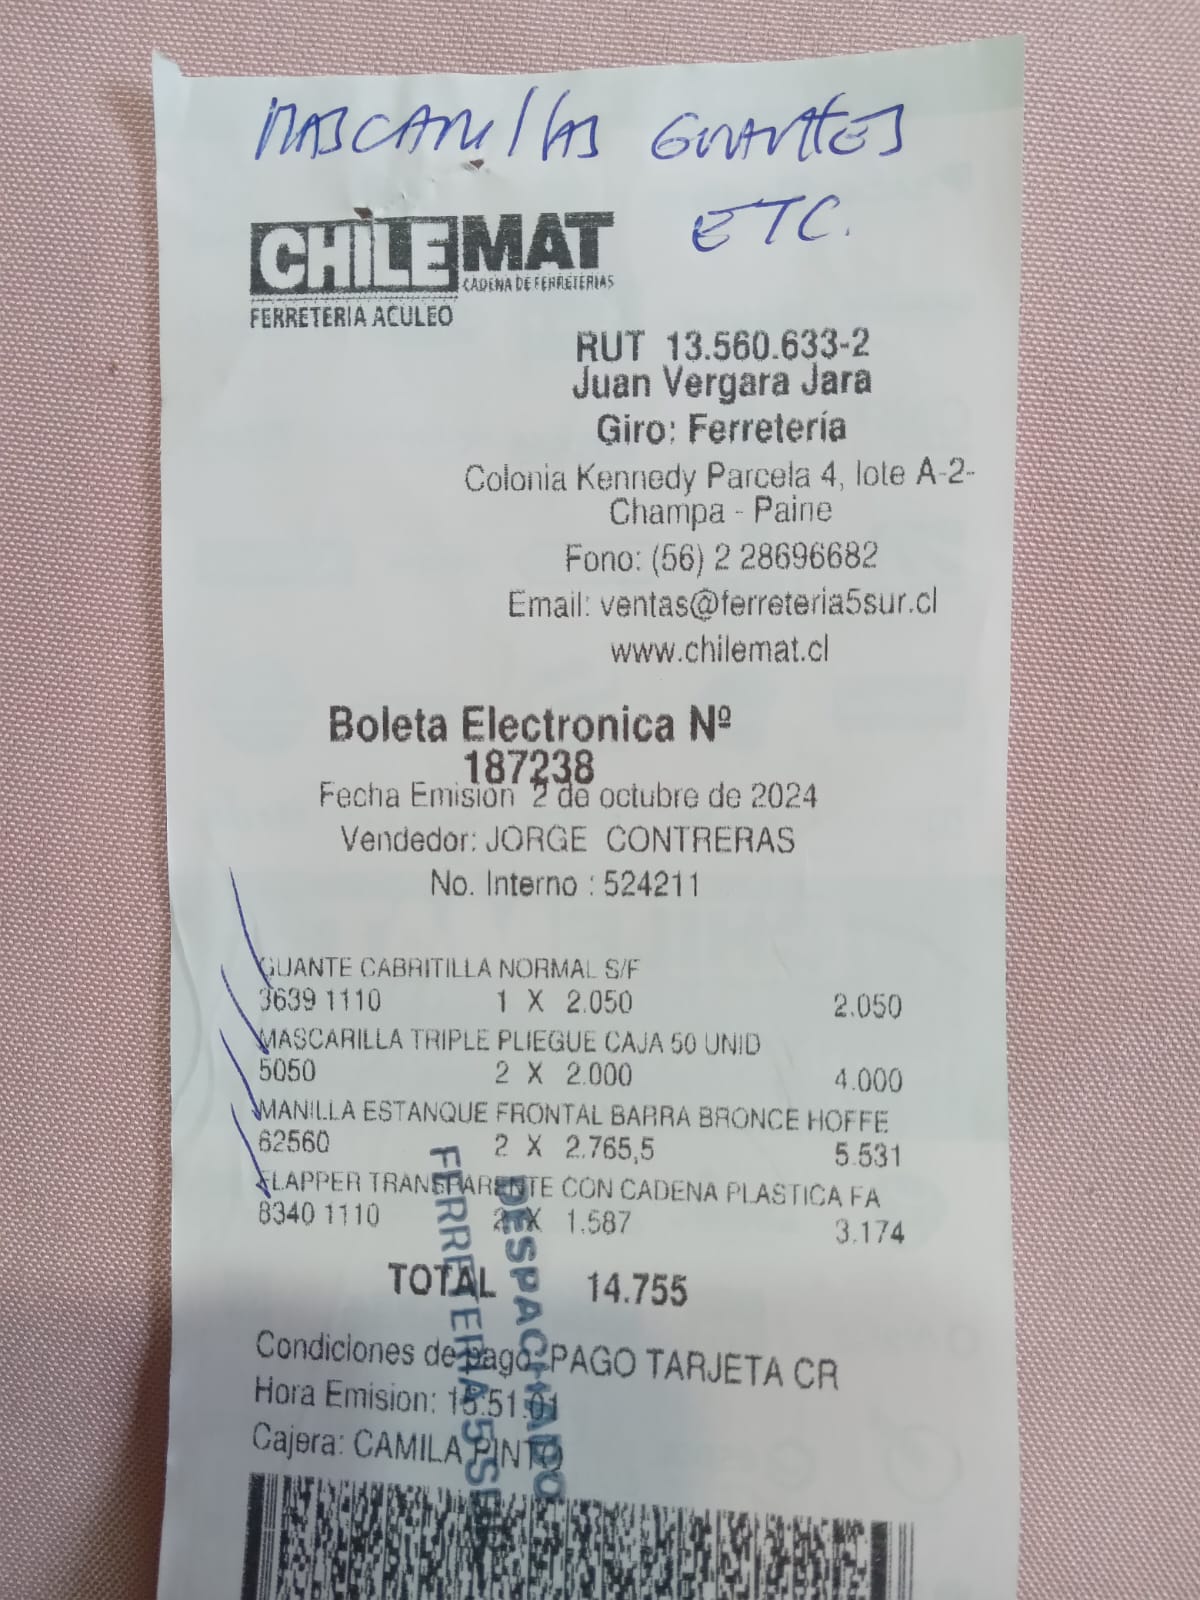 MASCARILLAS GUANTES
ETC.
CHILEMAT
CADENA DE FERRETERIAS
FERRETERIA ACULEO
RUT 13.560.633-2
Juan Vergara Jara
Giro: Ferretería
Colonia Kennedy Parcela 4, lote A-2-
Champa - Paine
Fono: (56) 2 28696682
Email: ventas@ferreteria5sur.cl
www.chilemat.cl
Boleta Electronica Nº
187238
Fecha Emision 2 de octubre de 2024
Vendedor: JORGE CONTRERAS
No. Interno : 524211
GUANTE CABRITILLA NORMAL S/F
3639 1110 1 X 2.050 2.050
MASCARILLA TRIPLE PLIEGUE CAJA 50 UNID
5050 2 X 2.000 4.000
MANILLA ESTANQUE FRONTAL BARRA BRONCE HOFFE
62560 2 X 2.765,5 5.531
FLAPPER TRANSPARENTE CON CADENA PLASTICA FA
8340 1110 2 X 1.587 3.174
TOTAL 14.755
Condiciones de pago: PAGO TARJETA CR
Hora Emision: :51:01
Cajera: CAMILA PINTO
DESPACHADO
FERRETERIA 5 S